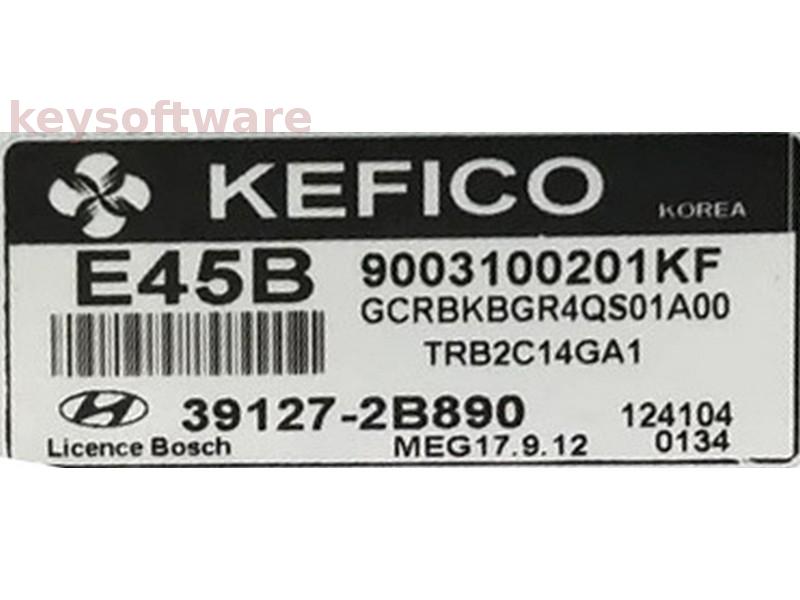 keysoftware
KEFICO KOREA
E45B 9003100201KF
GCRBKBGR4QS01A00
TRB2C14GA1
39127-2B890 124104
Licence Bosch MEG17.9.12 0134